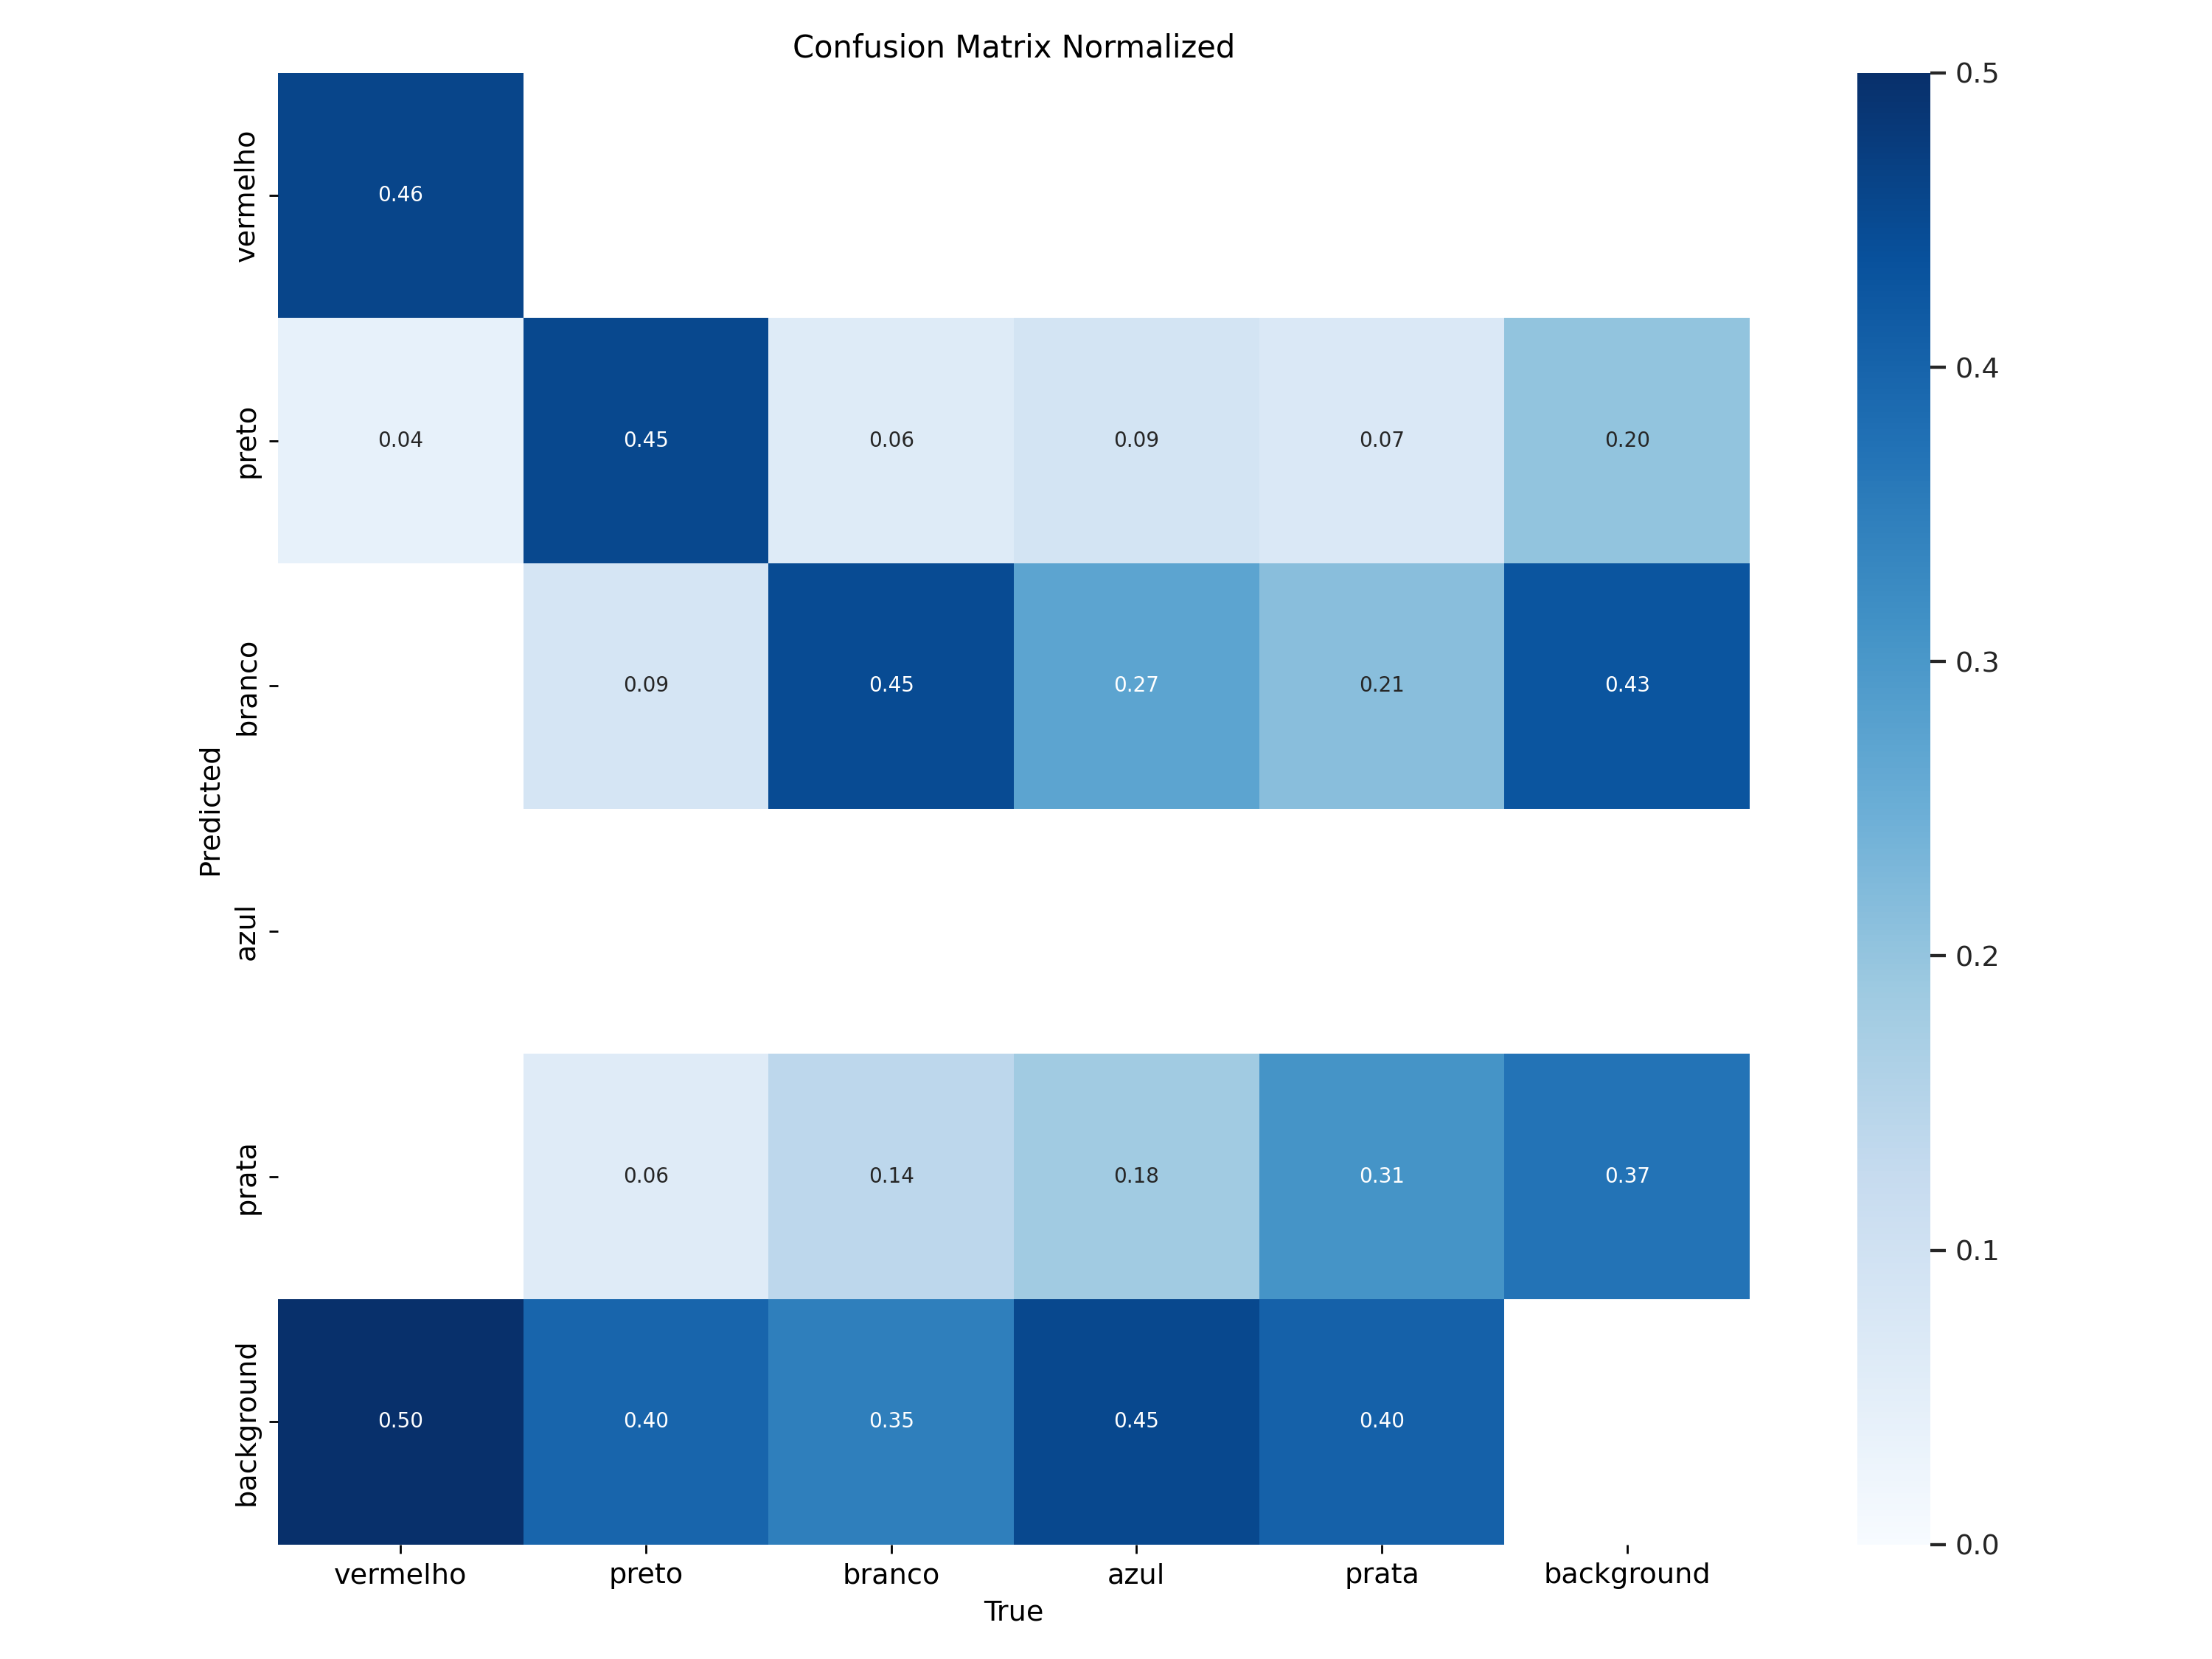 Confusion Matrix Normalized
0.5
vermelho
0.46
0.4
preto
0.04 0.45 0.06 0.09 0.07 0.20
0.3
branco
0.09 0.45 0.27 0.21 0.43
Predicted
azul
0.2
prata
0.06 0.14 0.18 0.31 0.37
0.1
background
0.50 0.40 0.35 0.45 0.40
0.0
vermelho preto branco azul prata background
True